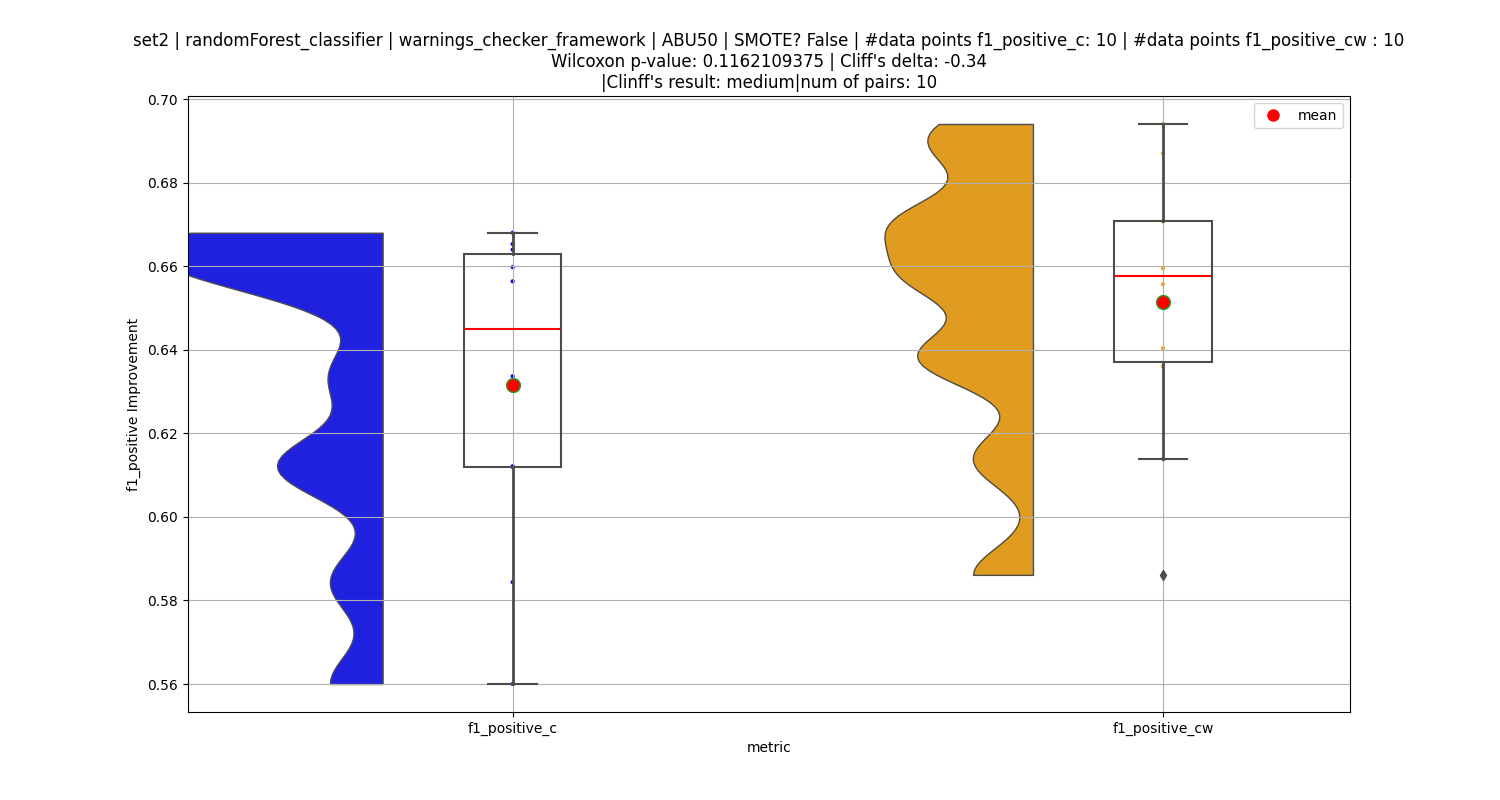 set2 | randomForest_classifier | warnings_checker_framework | ABU50 | SMOTE? False | #data points f1_positive_c: 10 | #data points f1_positive_cw : 10
Wilcoxon p-value: 0.1162109375 | Cliff's delta: -0.34
|Clinff's result: medium|num of pairs: 10
mean
f1_positive Improvement
0.70
0.68
0.66
0.64
0.62
0.60
0.58
0.56
f1_positive_c
f1_positive_cw
metric